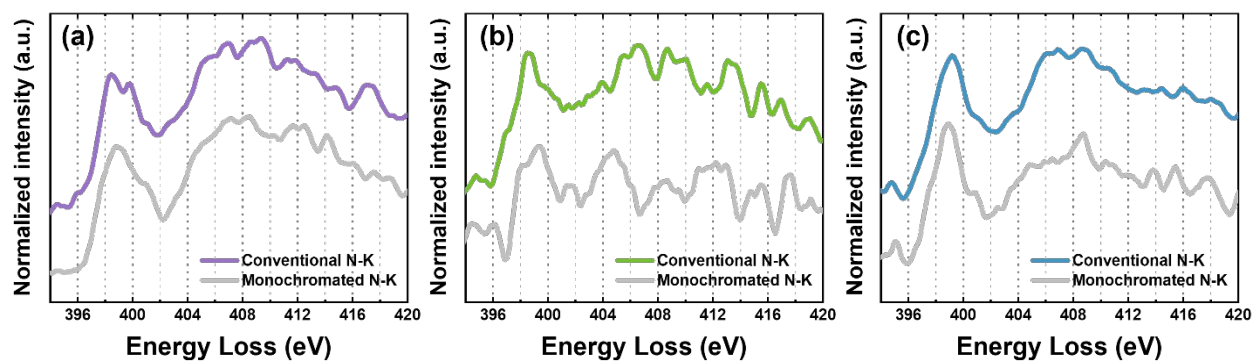 (a)
Normalized intensity (a.u.)
Conventional N-K
Monochromated N-K
396 400 404 408 412 416 420
Energy Loss (eV)
(b)
Normalized intensity (a.u.)
Conventional N-K
Monochromated N-K
396 400 404 408 412 416 420
Energy Loss (eV)
(c)
Normalized intensity (a.u.)
Conventional N-K
Monochromated N-K
396 400 404 408 412 416 420
Energy Loss (eV)